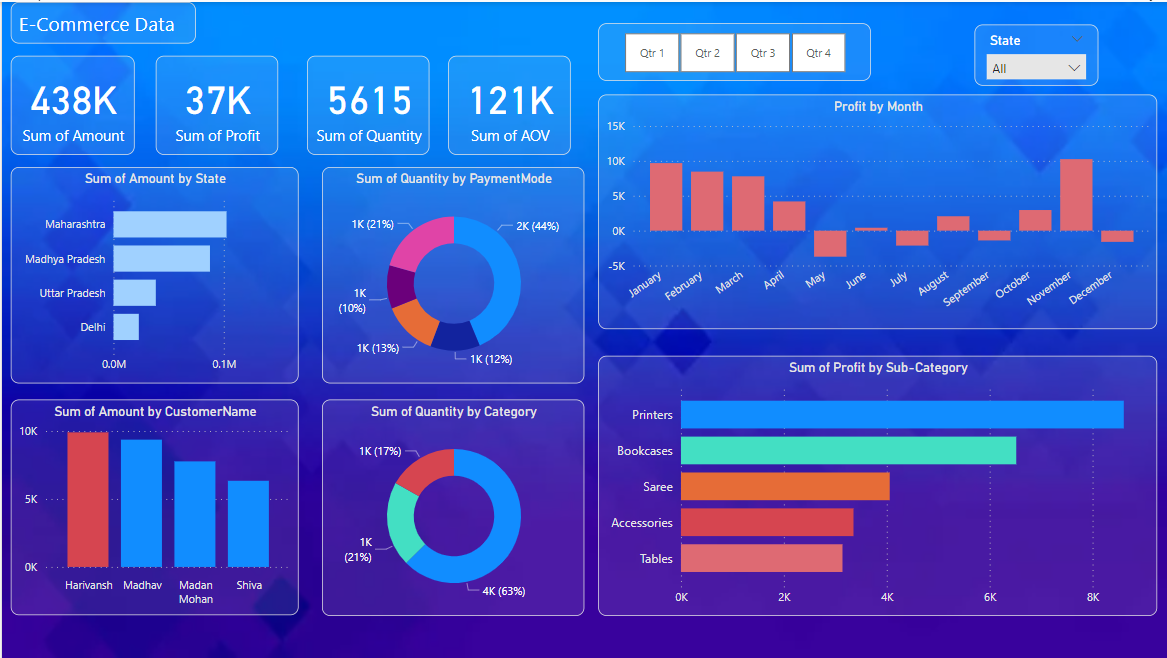 E-Commerce Data
438K
Sum of Amount
37K
Sum of Profit
5615
Sum of Quantity
121K
Sum of AOV
Qtr 1
Qtr 2
Qtr 3
Qtr 4
State
All
Sum of Amount by State
Maharashtra
Madhya Pradesh
Uttar Pradesh
Delhi
0.0M
0.1M
Sum of Quantity by PaymentMode
1K (21%)
2K (44%)
1K
(10%)
1K (13%)
1K (12%)
Profit by Month
15K
10K
5K
0K
-5K
January
February
March
April
May
June
July
August
September
October
November
December
Sum of Amount by CustomerName
10K
5K
0K
Harivansh
Madhav
Madan
Mohan
Shiva
Sum of Quantity by Category
1K (17%)
1K
(21%)
4K (63%)
Sum of Profit by Sub-Category
Printers
Bookcases
Saree
Accessories
Tables
0K
2K
4K
6K
8K